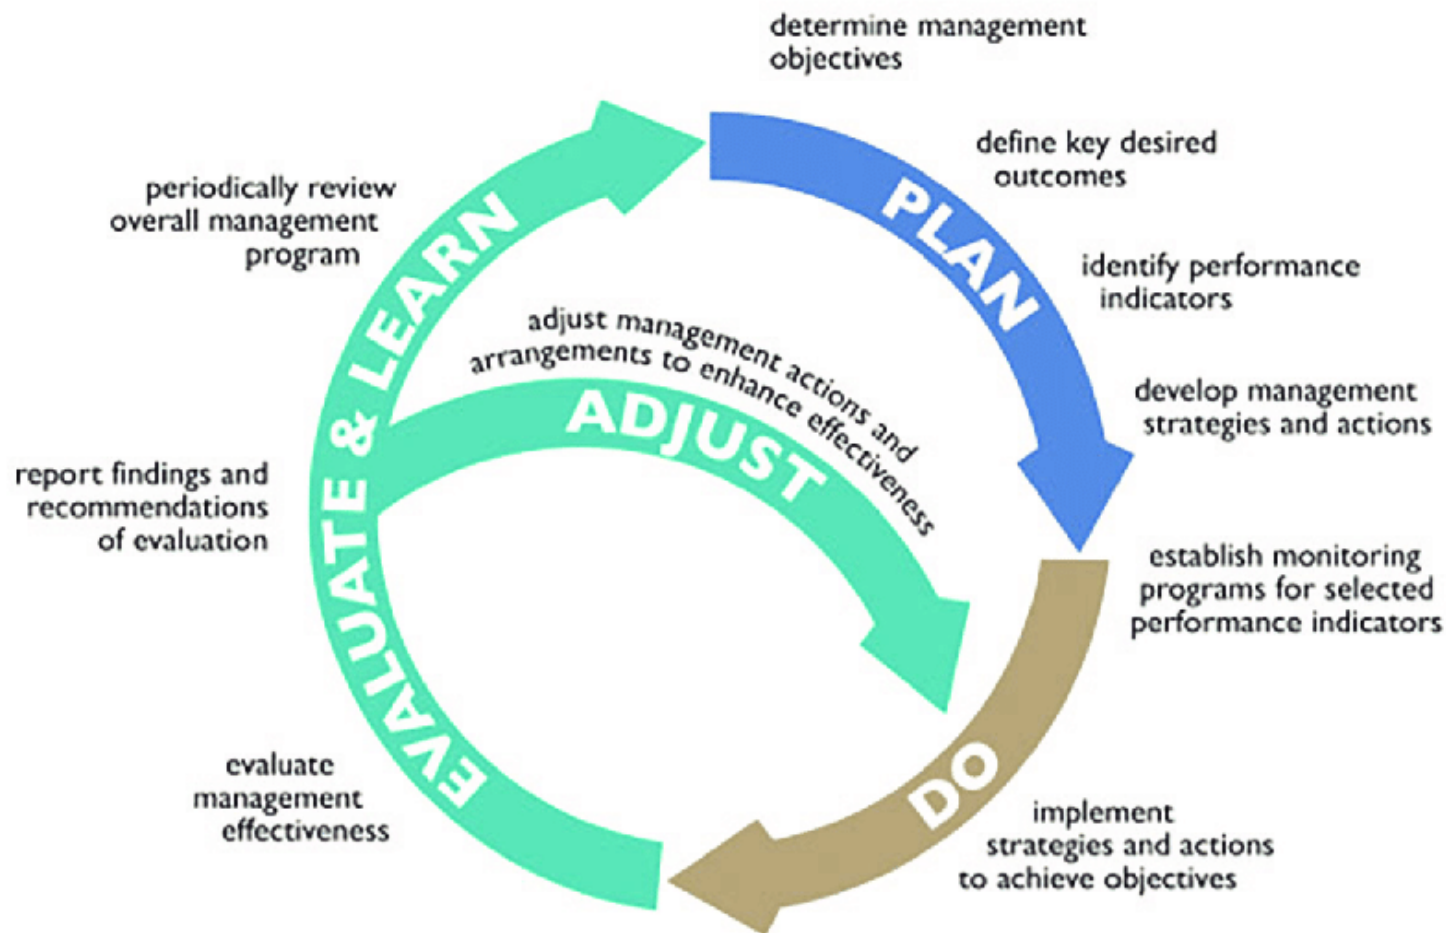 determine management
objectives
define key desired
outcomes
PLAN
identify performance
indicators
develop management
strategies and actions
establish monitoring
programs for selected
performance indicators
DO
implement
strategies and actions
to achieve objectives
evaluate
management
effectiveness
EVALUATE & LEARN
report findings and
recommendations
of evaluation
periodically review
overall management
program
adjust management actions and
arrangements to enhance effectiveness
ADJUST